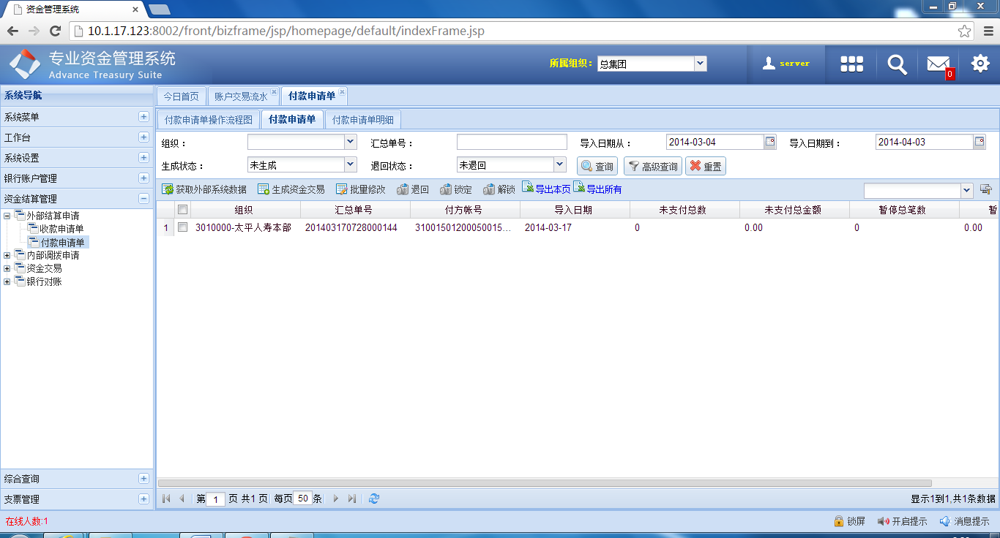 资金管理系统
10.1.17.123:8002/front/bizframe/jsp/homepage/default/indexFrame.jsp
专业资金管理系统
Advance Treasury Suite
所属组织： 总集团
server
0
系统导航
系统菜单
工作台
系统设置
银行账户管理
资金结算管理
外部结算申请
收款申请单
付款申请单
内部调拨申请
资金交易
银行对账
综合查询
支票管理
今日首页 账户交易流水 付款申请单
付款申请单操作流程图 付款申请单 付款申请单明细
组织： 汇总单号： 导入日期从： 2014-03-04 导入日期到： 2014-04-03
生成状态： 未生成 退回状态： 未退回 查询 高级查询 重置
获取外部系统数据 生成资金交易 批量修改 退回 锁定 解锁 导出本页 导出所有
组织 汇总单号 付方帐号 导入日期 未支付总数 未支付总金额 暂停总笔数 暂
1 3010000-太平人寿本部 201403170728000144 31001501200050015... 2014-03-17 0 0.00 0 0.00
第 1 页 共1 页 每页 50 条
显示1到1,共1条数据
在线人数:1
锁屏 开启提示 消息提示